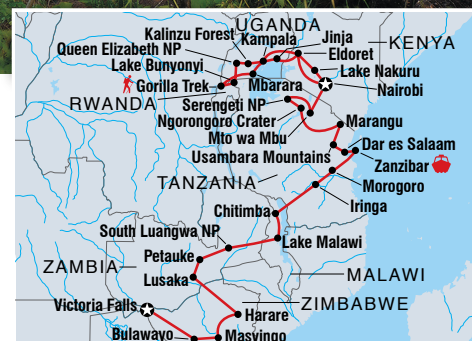 UGANDA
Kalinzu Forest
Kampala
Jinja
KENYA
Queen Elizabeth NP
Eldoret
Lake Bunyonyi
Lake Nakuru
Gorilla Trek
Mbarara
Nairobi
RWANDA
Serengeti NP
Ngorongoro Crater
Marangu
Mto wa Mbu
Dar es Salaam
Usambara Mountains
Zanzibar
TANZANIA
Morogoro
Iringa
Chitimba
South Luangwa NP
Lake Malawi
Petauke
ZAMBIA
MALAWI
Lusaka
Victoria Falls
ZIMBABWE
Harare
Bulawayo
Masvingo